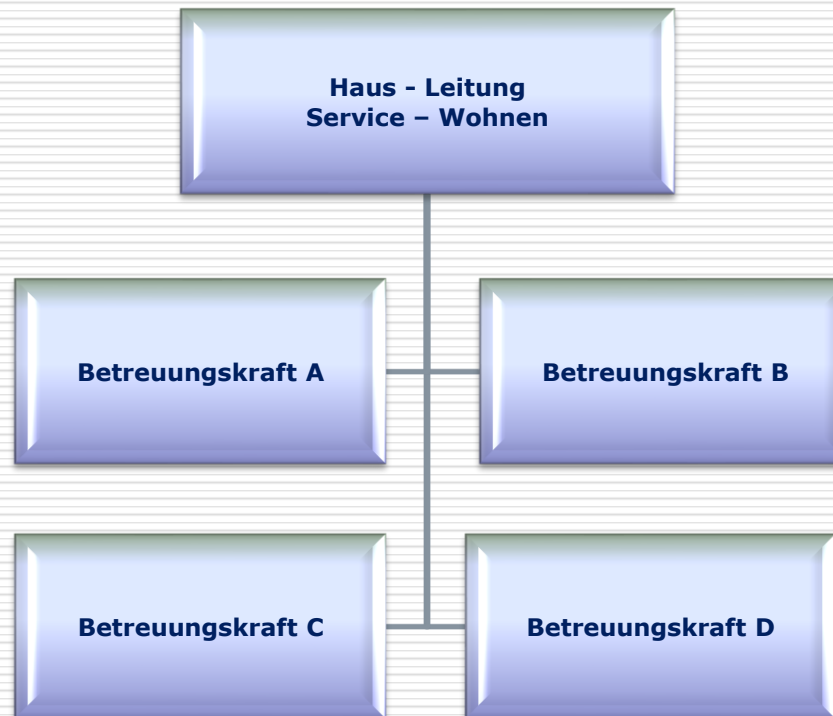 Haus - Leitung
Service – Wohnen
Betreuungskraft A
Betreuungskraft B
Betreuungskraft C
Betreuungskraft D